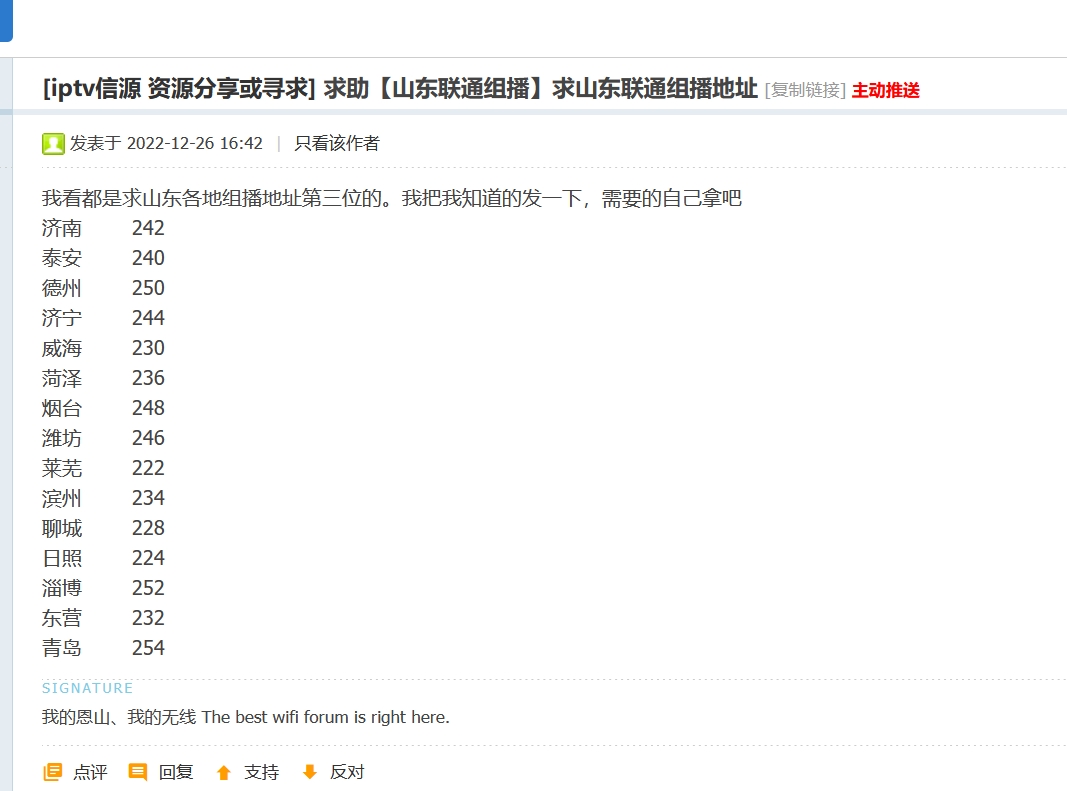 [iptv信源 资源分享或寻求] 求助【山东联通组播】求山东联通组播地址 [复制链接] 主动推送
发表于 2022-12-26 16:42 | 只看该作者
我看都是求山东各地组播地址第三位的。我把我知道的发一下，需要的自己拿吧
济南 242
泰安 240
德州 250
济宁 244
威海 230
菏泽 236
烟台 248
潍坊 246
莱芜 222
滨州 234
聊城 228
日照 224
淄博 252
东营 232
青岛 254
SIGNATURE
我的恩山、我的无线 The best wifi forum is right here.
点评 回复 支持 反对